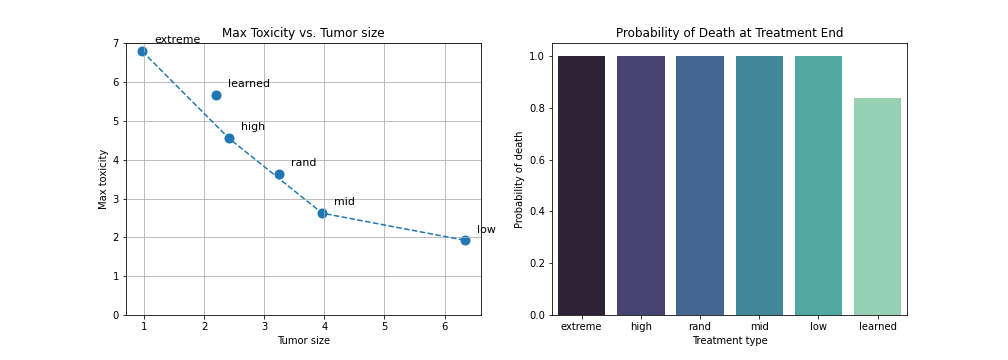 Max Toxicity vs. Tumor size
7
6
5
4
3
2
1
0
Max toxicity
extreme
learned
high
rand
mid
low
1
2
3
4
5
6
Tumor size
Probability of Death at Treatment End
1.0
0.8
0.6
0.4
0.2
0.0
Probability of death
extreme
high
rand
mid
low
learned
Treatment type